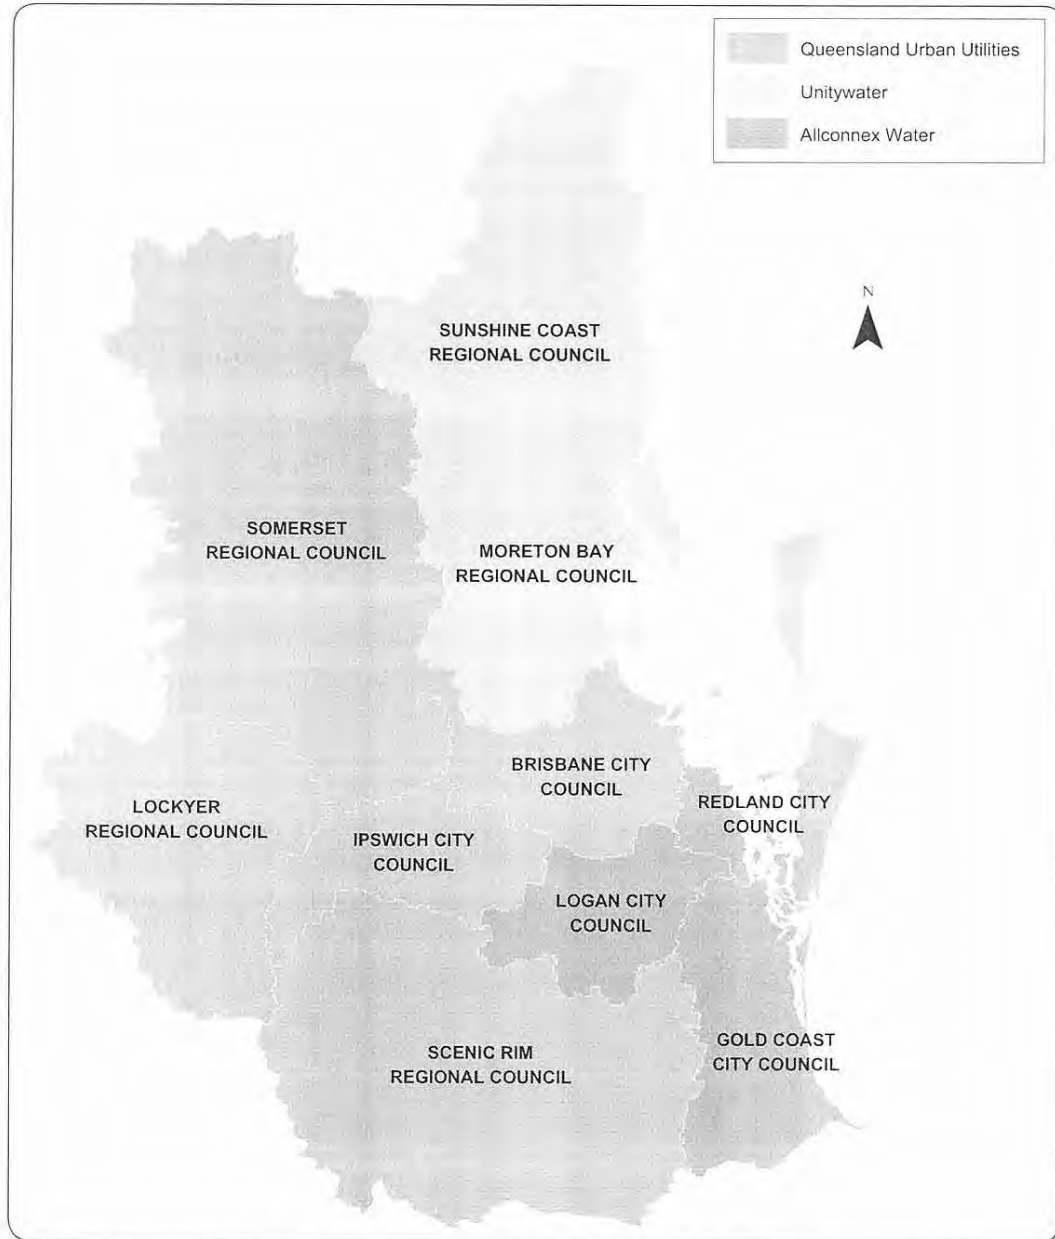 Queensland Urban Utilities
Unitywater
Allconnex Water
N
SUNSHINE COAST
REGIONAL COUNCIL
SOMERSET
REGIONAL COUNCIL
MORETON BAY
REGIONAL COUNCIL
BRISBANE CITY
COUNCIL
REDLAND CITY
COUNCIL
LOCKYER
REGIONAL COUNCIL
IPSWICH CITY
COUNCIL
LOGAN CITY
COUNCIL
SCENIC RIM
REGIONAL COUNCIL
GOLD COAST
CITY COUNCIL